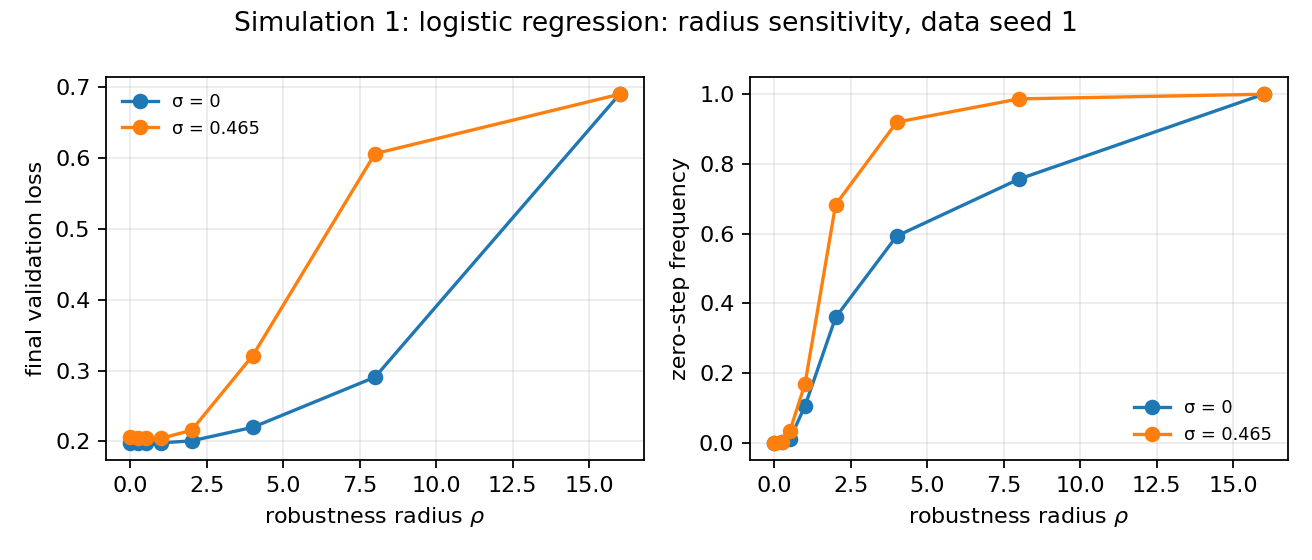 Simulation 1: logistic regression: radius sensitivity, data seed 1
final validation loss
0.7
0.6
0.5
0.4
0.3
0.2
σ = 0
σ = 0.465
0.0 2.5 5.0 7.5 10.0 12.5 15.0
robustness radius ρ
zero-step frequency
1.0
0.8
0.6
0.4
0.2
0.0
σ = 0
σ = 0.465
0.0 2.5 5.0 7.5 10.0 12.5 15.0
robustness radius ρ